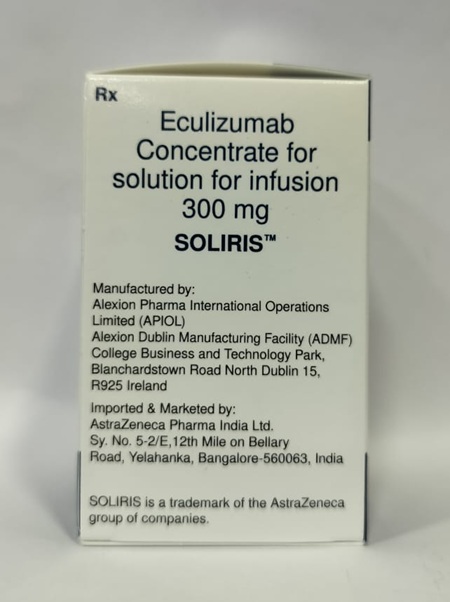 Rx
Eculizumab
Concentrate for
solution for infusion
300 mg
SOLIRIS™
Manufactured by:
Alexion Pharma International Operations
Limited (APIOL)
Alexion Dublin Manufacturing Facility (ADMF)
College Business and Technology Park,
Blanchardstown Road North Dublin 15,
R925 Ireland
Imported & Marketed by:
AstraZeneca Pharma India Ltd.
Sy. No. 5-2/E,12th Mile on Bellary
Road, Yelahanka, Bangalore-560063, India
SOLIRIS is a trademark of the AstraZeneca
group of companies.